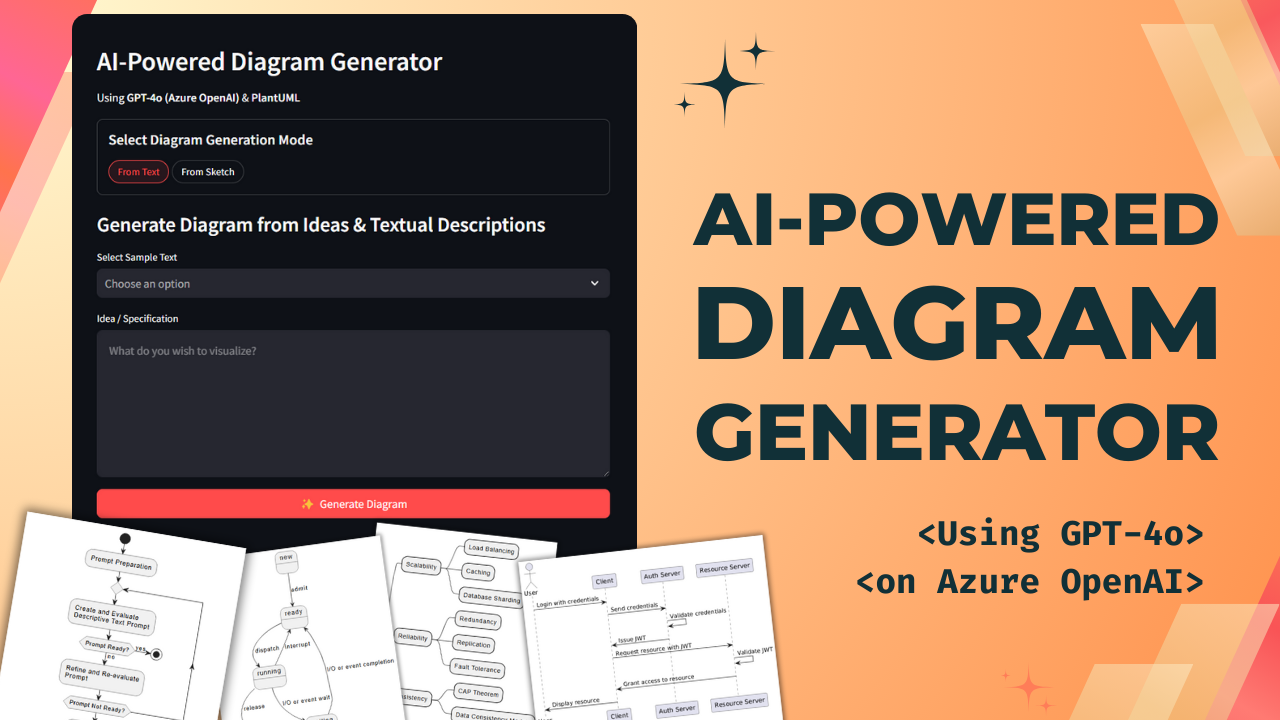 AI-Powered Diagram Generator
Using GPT-4o (Azure OpenAI) & PlantUML
Select Diagram Generation Mode
From Text
From Sketch
Generate Diagram from Ideas & Textual Descriptions
Select Sample Text
Choose an option
Idea / Specification
What do you wish to visualize?
✨ Generate Diagram
AI-POWERED
DIAGRAM
GENERATOR
<Using GPT-4o>
<on Azure OpenAI>
Prompt Preparation
Create and Evaluate
Descriptive Text Prompt
Prompt Ready?
yes
no
Refine and Re-evaluate
Prompt
Prompt Not Ready?
new
admit
ready
dispatch
interrupt
I/O or event completion
running
I/O or event wait
release
Load Balancing
Scalability
Caching
Database Sharding
Redundancy
Reliability
Replication
Fault Tolerance
CAP Theorem
Data Consistency
User
Client
Auth Server
Resource Server
Login with credentials
Send credentials
Validate credentials
Issue JWT
Request resource with JWT
Validate JWT
Grant access to resource
Display resource
Client
Auth Server
Resource Server